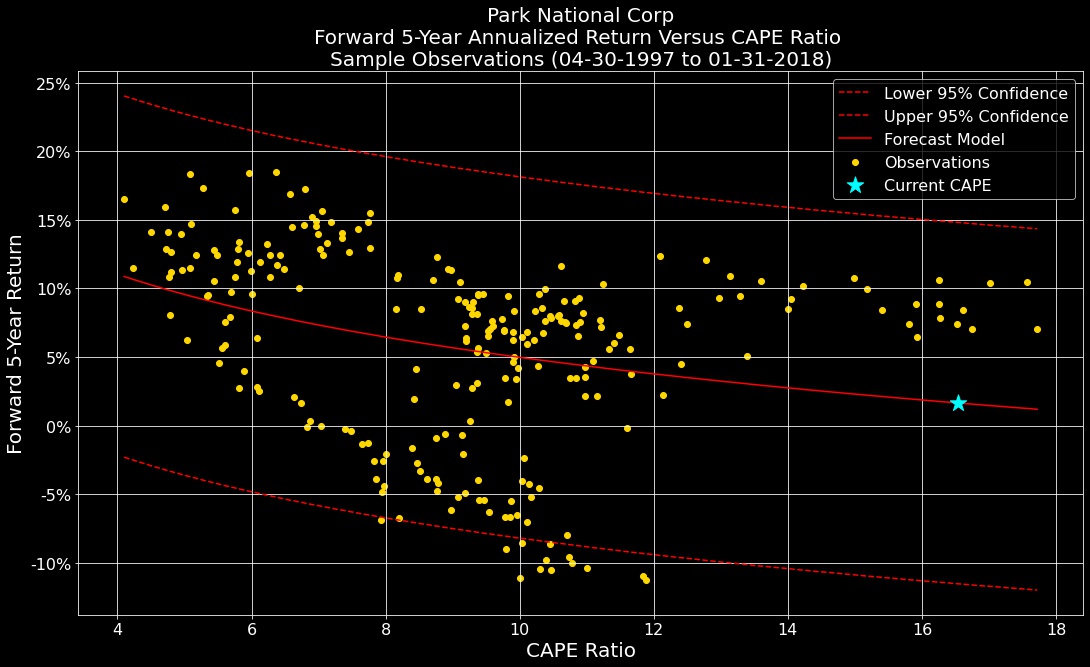 Park National Corp
Forward 5-Year Annualized Return Versus CAPE Ratio
Sample Observations (04-30-1997 to 01-31-2018)
Lower 95% Confidence
Upper 95% Confidence
Forecast Model
Observations
Current CAPE
Forward 5-Year Return
25%
20%
15%
10%
5%
0%
-5%
-10%
4 6 8 10 12 14 16 18
CAPE Ratio